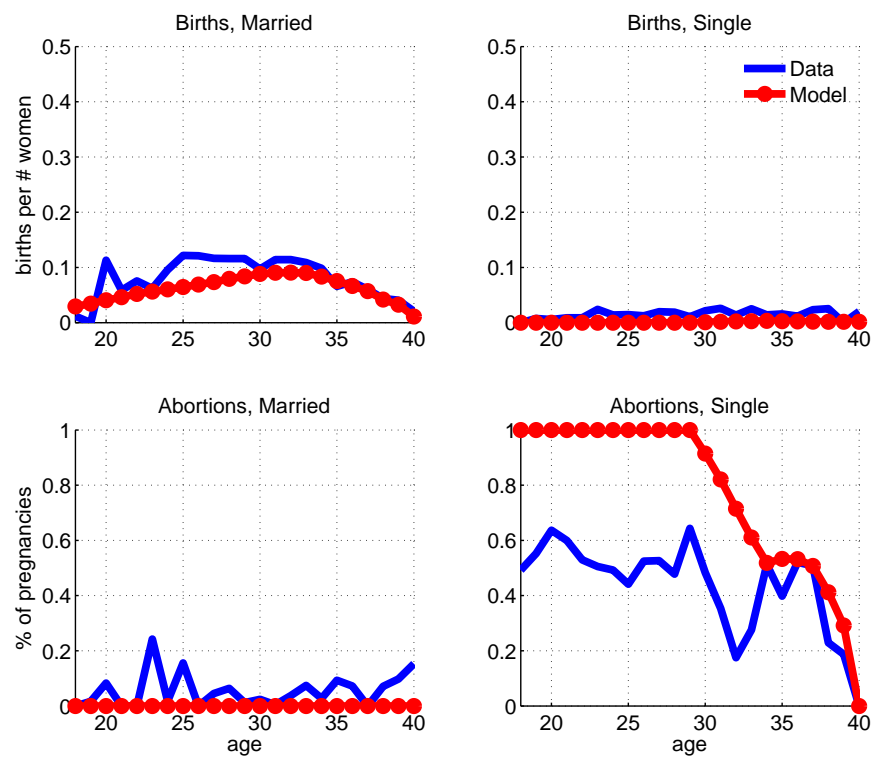 Births, Married
0.5
0.4
0.3
0.2
0.1
0
births per # women
20 25 30 35 40
Births, Single
0.5
0.4
0.3
0.2
0.1
0
Data
Model
20 25 30 35 40
Abortions, Married
1
0.8
0.6
0.4
0.2
0
% of pregnancies
20 25 30 35 40
age
Abortions, Single
1
0.8
0.6
0.4
0.2
0
20 25 30 35 40
age